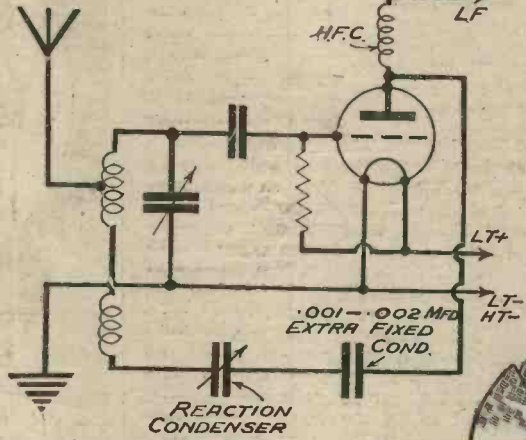 LF
H.F.C.
LT+
LT-
HT-
.001-.002 MFD
EXTRA FIXED
COND.
REACTION
CONDENSER